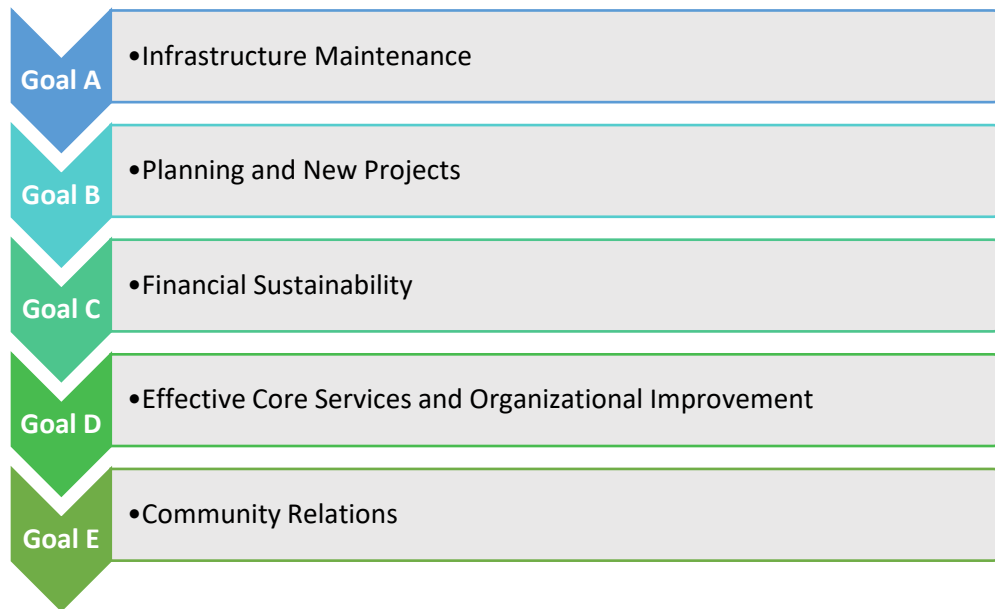 Goal A
•Infrastructure Maintenance
Goal B
•Planning and New Projects
Goal C
•Financial Sustainability
Goal D
•Effective Core Services and Organizational Improvement
Goal E
•Community Relations